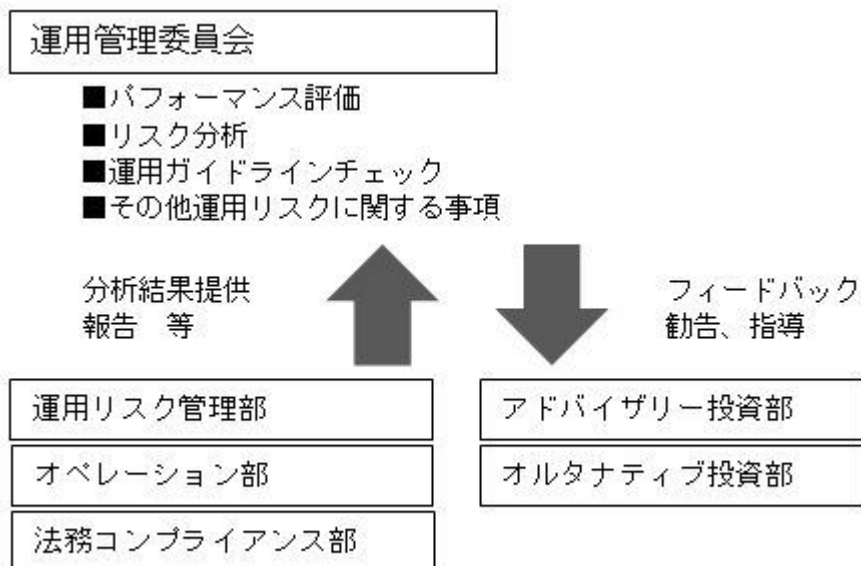 運用管理委員会
■パフォーマンス評価
■リスク分析
■運用ガイドラインチェック
■その他運用リスクに関する事項
分析結果提供
報告　等
フィードバック
勧告、指導
運用リスク管理部
オペレーション部
法務コンプライアンス部
アドバイザリー投資部
オルタナティブ投資部